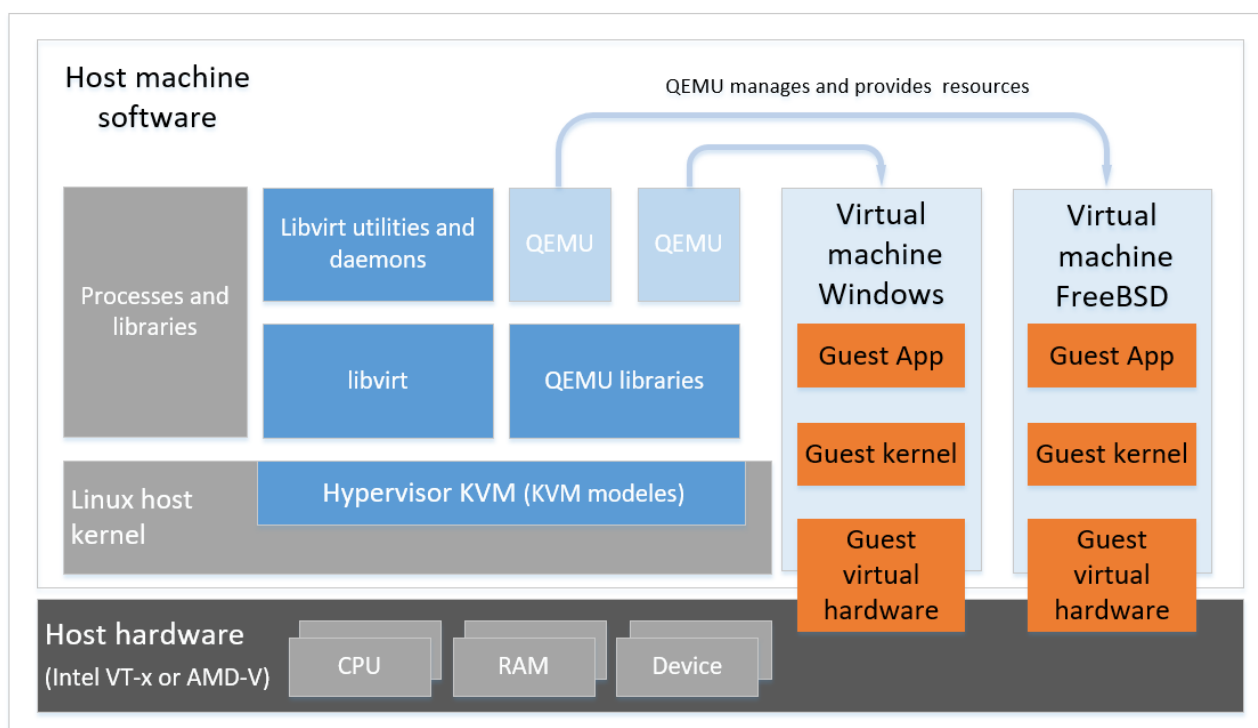 Host machine
software
QEMU manages and provides resources
Processes and
libraries
Libvirt utilities and
daemons
QEMU
QEMU
libvirt
QEMU libraries
Linux host
kernel
Hypervisor KVM (KVM modeles)
Virtual
machine
Windows
Guest App
Guest kernel
Guest
virtual
hardware
Virtual
machine
FreeBSD
Guest App
Guest kernel
Guest
virtual
hardware
Host hardware
(Intel VT-x or AMD-V)
CPU
RAM
Device